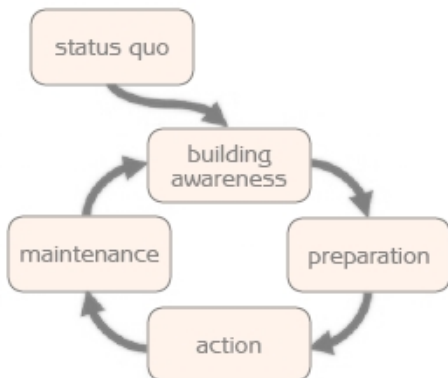 status quo
building
awareness
maintenance
preparation
action